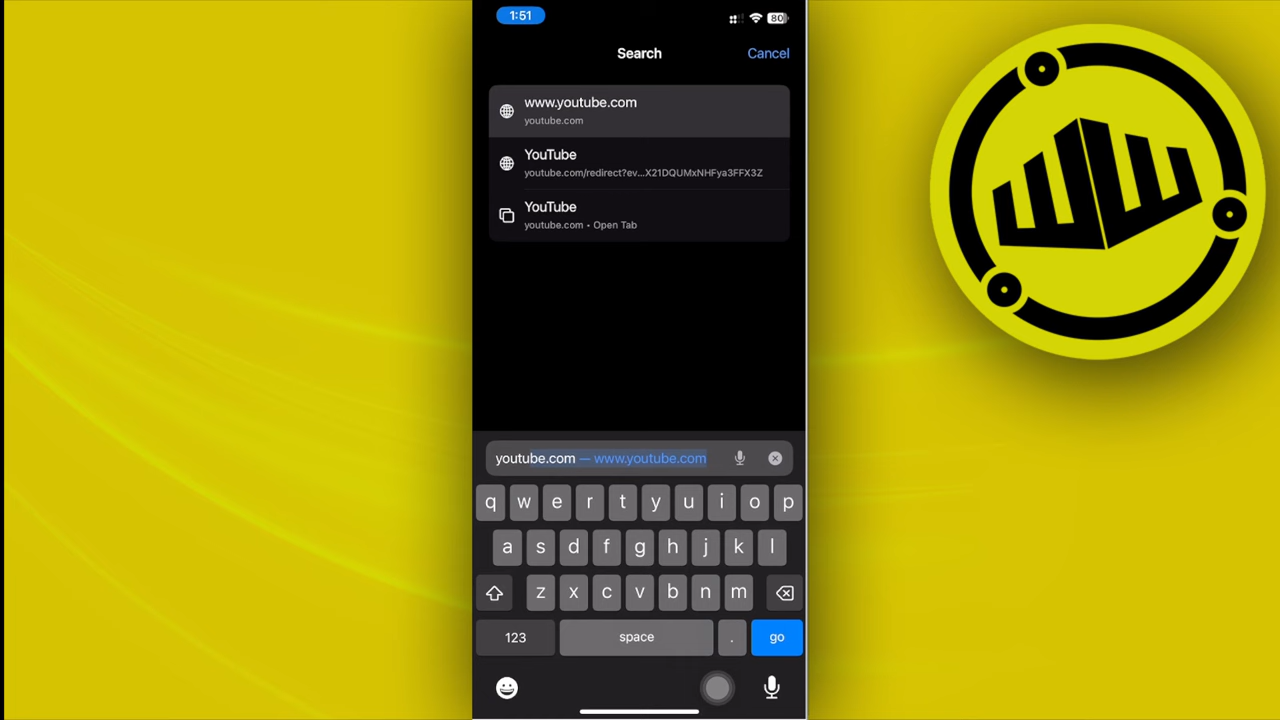 1:51
80
Search
Cancel
www.youtube.com
youtube.com
YouTube
youtube.com/redirect?ev...X21DQUMxNHFya3FFX3Z
YouTube
youtube.com • Open Tab
youtube.com — www.youtube.com
q w e r t y u i o p
a s d f g h j k l
z x c v b n m
123 space . go